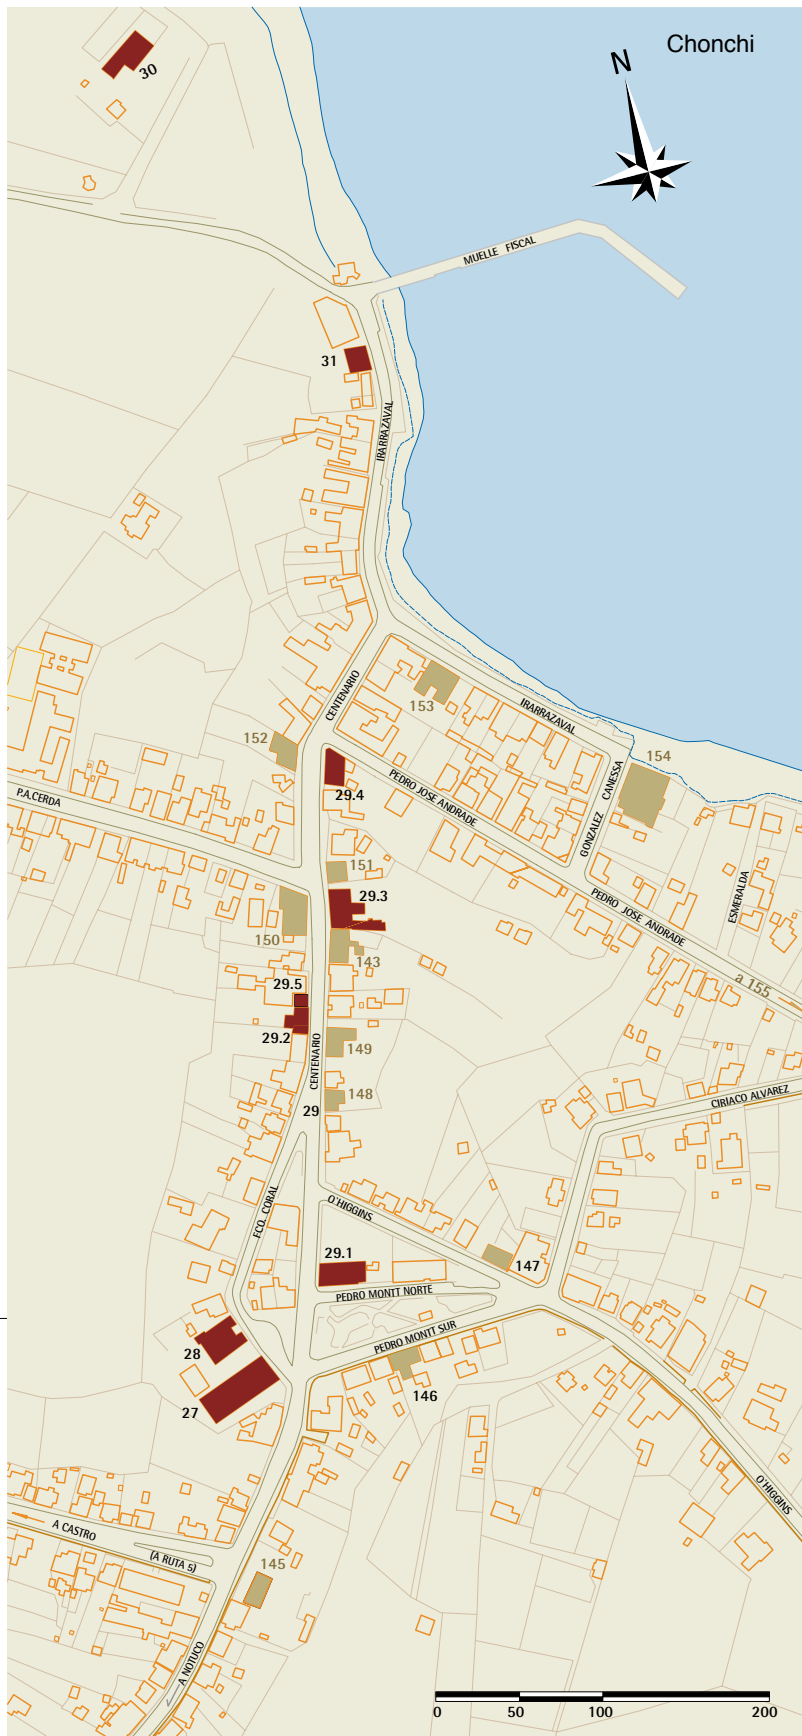 Chonchi
N
30
MUELLE FISCAL
31
IRARRAZAVAL
CENTENARIO
153
IRARRAZAVAL
152
154
29.4
PEDRO JOSE ANDRADE
GONZALEZ CANESSA
P.A.CERDA
151
29.3
ESMERALDA
PEDRO JOSE ANDRADE
150
143
a 155
29.5
29.2
CENTENARIO
149
148
29
CIRIACO ALVAREZ
FCO. CORAL
O'HIGGINS
29.1
147
PEDRO MONTT NORTE
28
PEDRO MONTT SUR
27
146
O'HIGGINS
A CASTRO
(A RUTA 5)
145
A NOTUCO
0 50 100 200